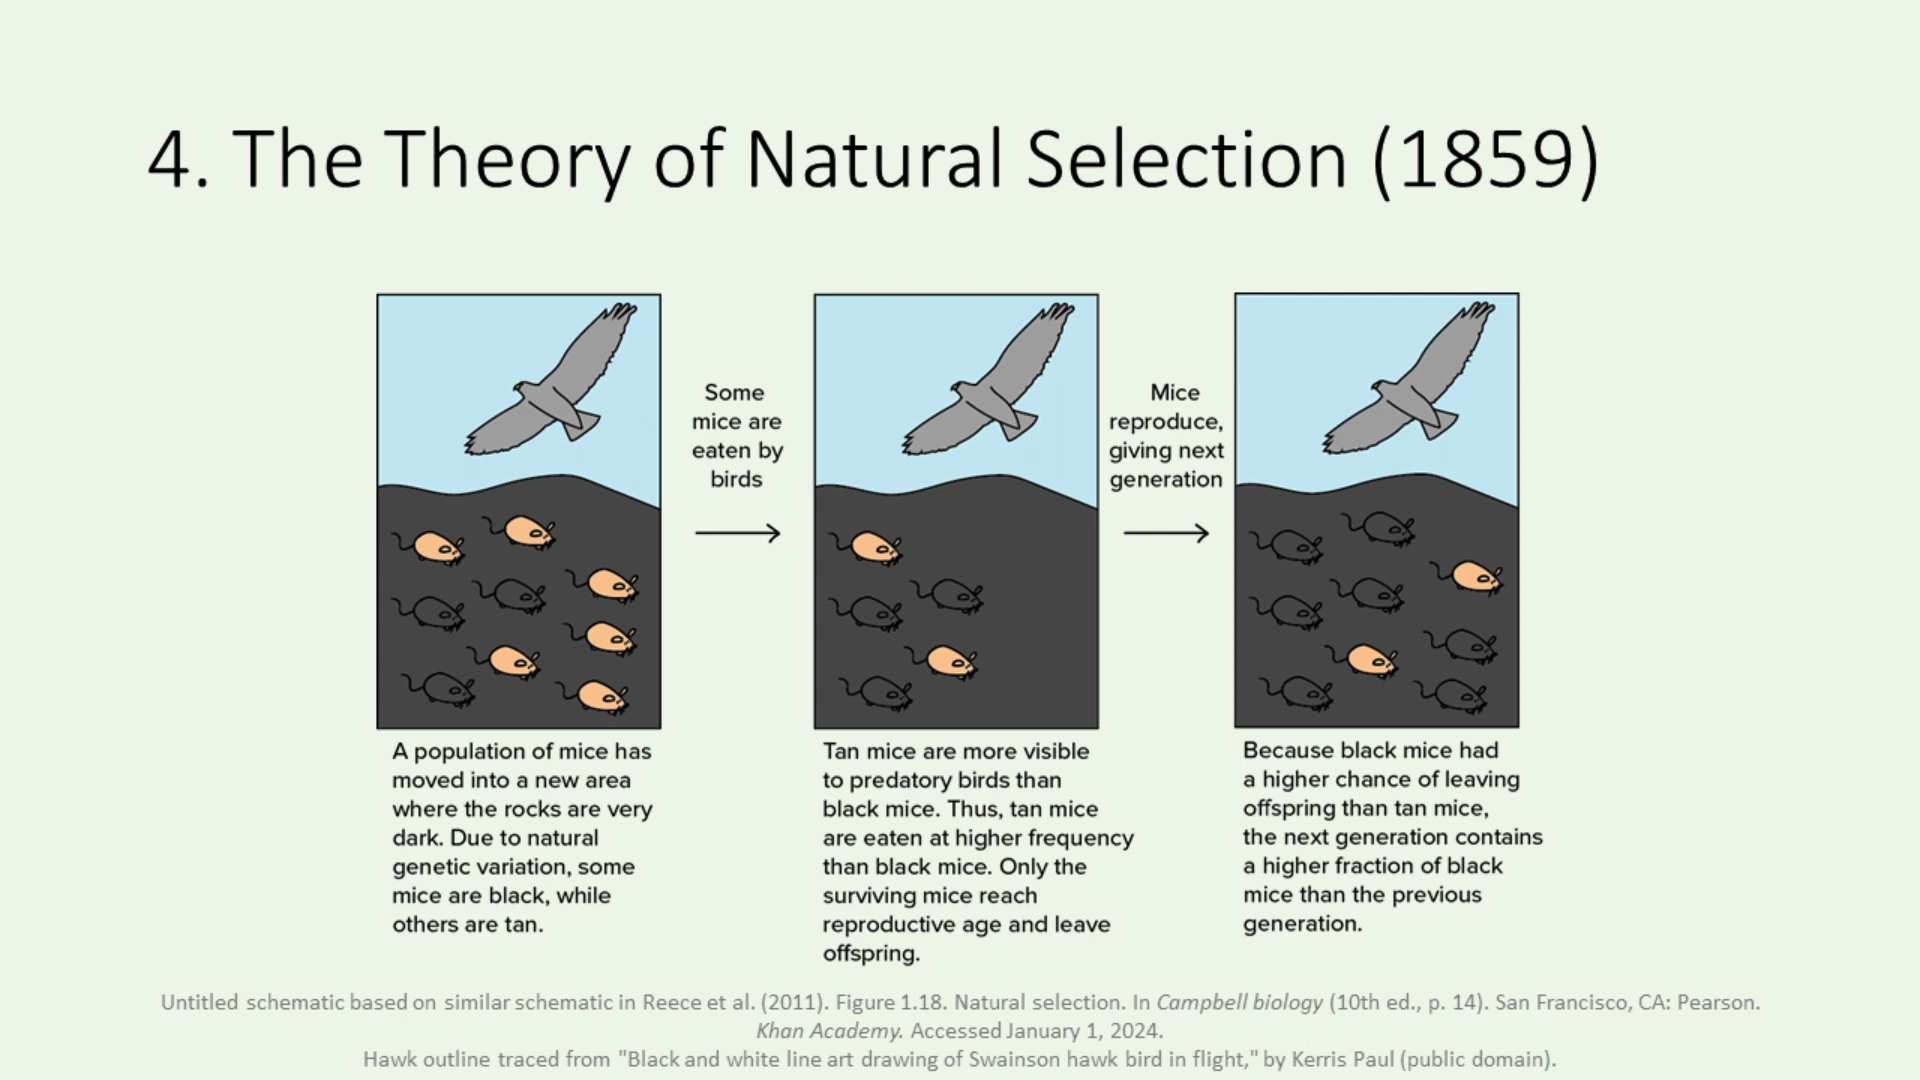 4. The Theory of Natural Selection (1859)
Some
mice are
eaten by
birds
Mice
reproduce,
giving next
generation
A population of mice has
moved into a new area
where the rocks are very
dark. Due to natural
genetic variation, some
mice are black, while
others are tan.
Tan mice are more visible
to predatory birds than
black mice. Thus, tan mice
are eaten at higher frequency
than black mice. Only the
surviving mice reach
reproductive age and leave
offspring.
Because black mice had
a higher chance of leaving
offspring than tan mice,
the next generation contains
a higher fraction of black
mice than the previous
generation.
Untitled schematic based on similar schematic in Reece et al. (2011). Figure 1.18. Natural selection. In Campbell biology (10th ed., p. 14). San Francisco, CA: Pearson.
Khan Academy. Accessed January 1, 2024.
Hawk outline traced from "Black and white line art drawing of Swainson hawk bird in flight," by Kerris Paul (public domain).